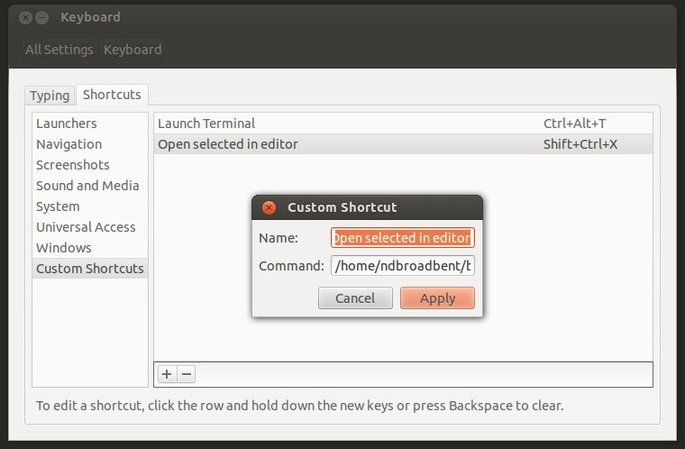 Keyboard
All Settings Keyboard
Typing Shortcuts
Launchers
Navigation
Screenshots
Sound and Media
System
Universal Access
Windows
Custom Shortcuts
Launch Terminal Ctrl+Alt+T
Open selected in editor Shift+Ctrl+X
Custom Shortcut
Name: Open selected in editor
Command: /home/ndbroadbent/b
Cancel Apply
+ −
To edit a shortcut, click the row and hold down the new keys or press Backspace to clear.